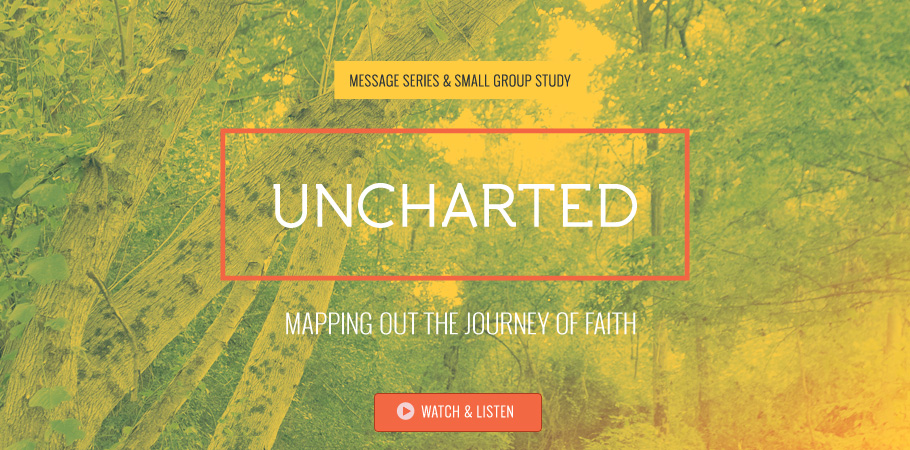 MESSAGE SERIES & SMALL GROUP STUDY
UNCHARTED
MAPPING OUT THE JOURNEY OF FAITH
WATCH & LISTEN